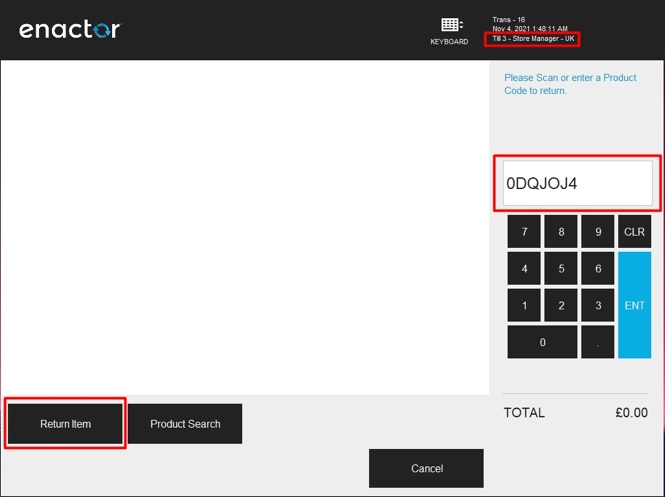 enactor
KEYBOARD
Trans - 16
Nov 4, 2021 1:48:11 AM
Till 3 - Store Manager - UK
Please Scan or enter a Product
Code to return.
0DQJOJ4
7 8 9 CLR
4 5 6
1 2 3 ENT
0 .
TOTAL £0.00
Return Item Product Search
Cancel